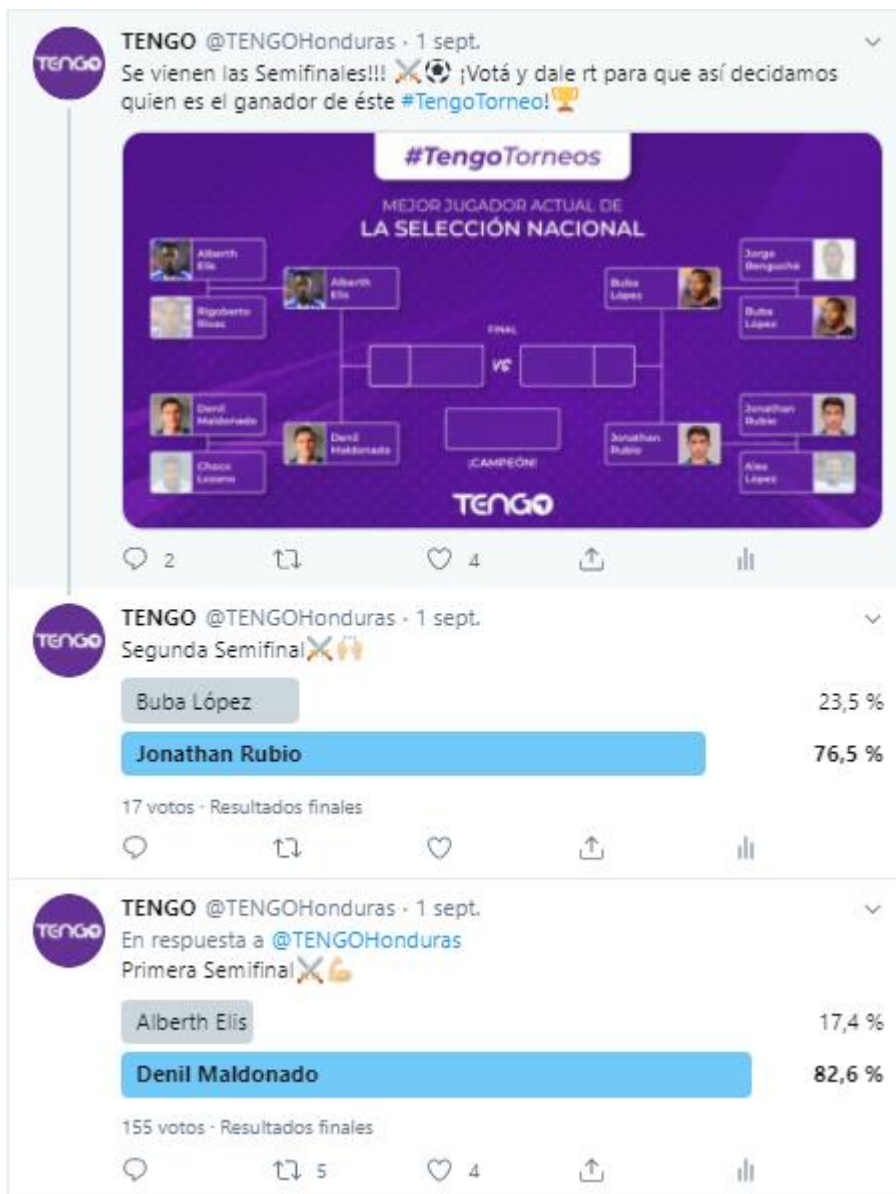 TENGO @TENGOHonduras · 1 sept.
TENGO
Se vienen las Semifinales!!! ⚔️⚽ ¡Votá y dale rt para que así decidamos
quien es el ganador de éste #TengoTorneo!🏆
#TengoTorneos
MEJOR JUGADOR ACTUAL DE
LA SELECCIÓN NACIONAL
Alberth
Elis
Rigoberto
Rivas
Alberth
Elis
Denil
Maldonado
Choco
Lozano
Denil
Maldonado
FINAL
VS
¡CAMPEÓN!
TENGO
Buba
López
Jorge
Benguché
Buba
López
Jonathan
Rubio
Jonathan
Rubio
Alex
López
2
4
TENGO @TENGOHonduras · 1 sept.
TENGO
Segunda Semifinal⚔️🙌🏼
Buba López 23,5 %
Jonathan Rubio 76,5 %
17 votos · Resultados finales
TENGO @TENGOHonduras · 1 sept.
TENGO
En respuesta a @TENGOHonduras
Primera Semifinal⚔️💪🏼
Alberth Elis 17,4 %
Denil Maldonado 82,6 %
155 votos · Resultados finales
5
4